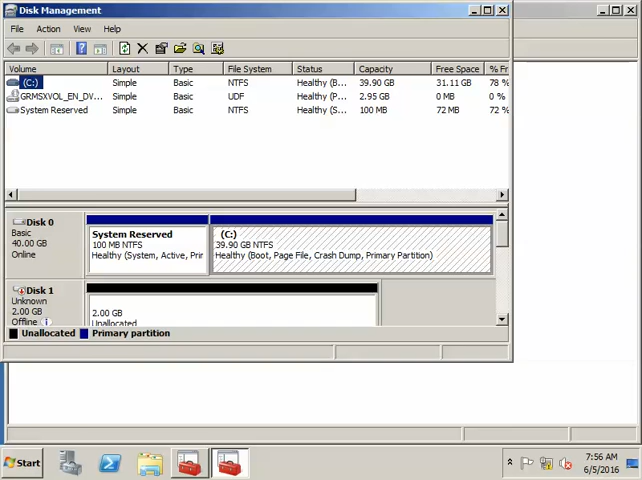 Disk Management
File Action View Help
Volume Layout Type File System Status Capacity Free Space % Fr
(C:) Simple Basic NTFS Healthy (B... 39.90 GB 31.11 GB 78 %
GRMSXVOL_EN_DV... Simple Basic UDF Healthy (P... 2.95 GB 0 MB 0 %
System Reserved Simple Basic NTFS Healthy (S... 100 MB 72 MB 72 %
Disk 0
Basic
40.00 GB
Online
System Reserved
100 MB NTFS
Healthy (System, Active, Pri
(C:)
39.90 GB NTFS
Healthy (Boot, Page File, Crash Dump, Primary Partition)
Disk 1
Unknown
2.00 GB
Offline
2.00 GB
Unallocated
Unallocated Primary partition
Start
7:56 AM
6/5/2016